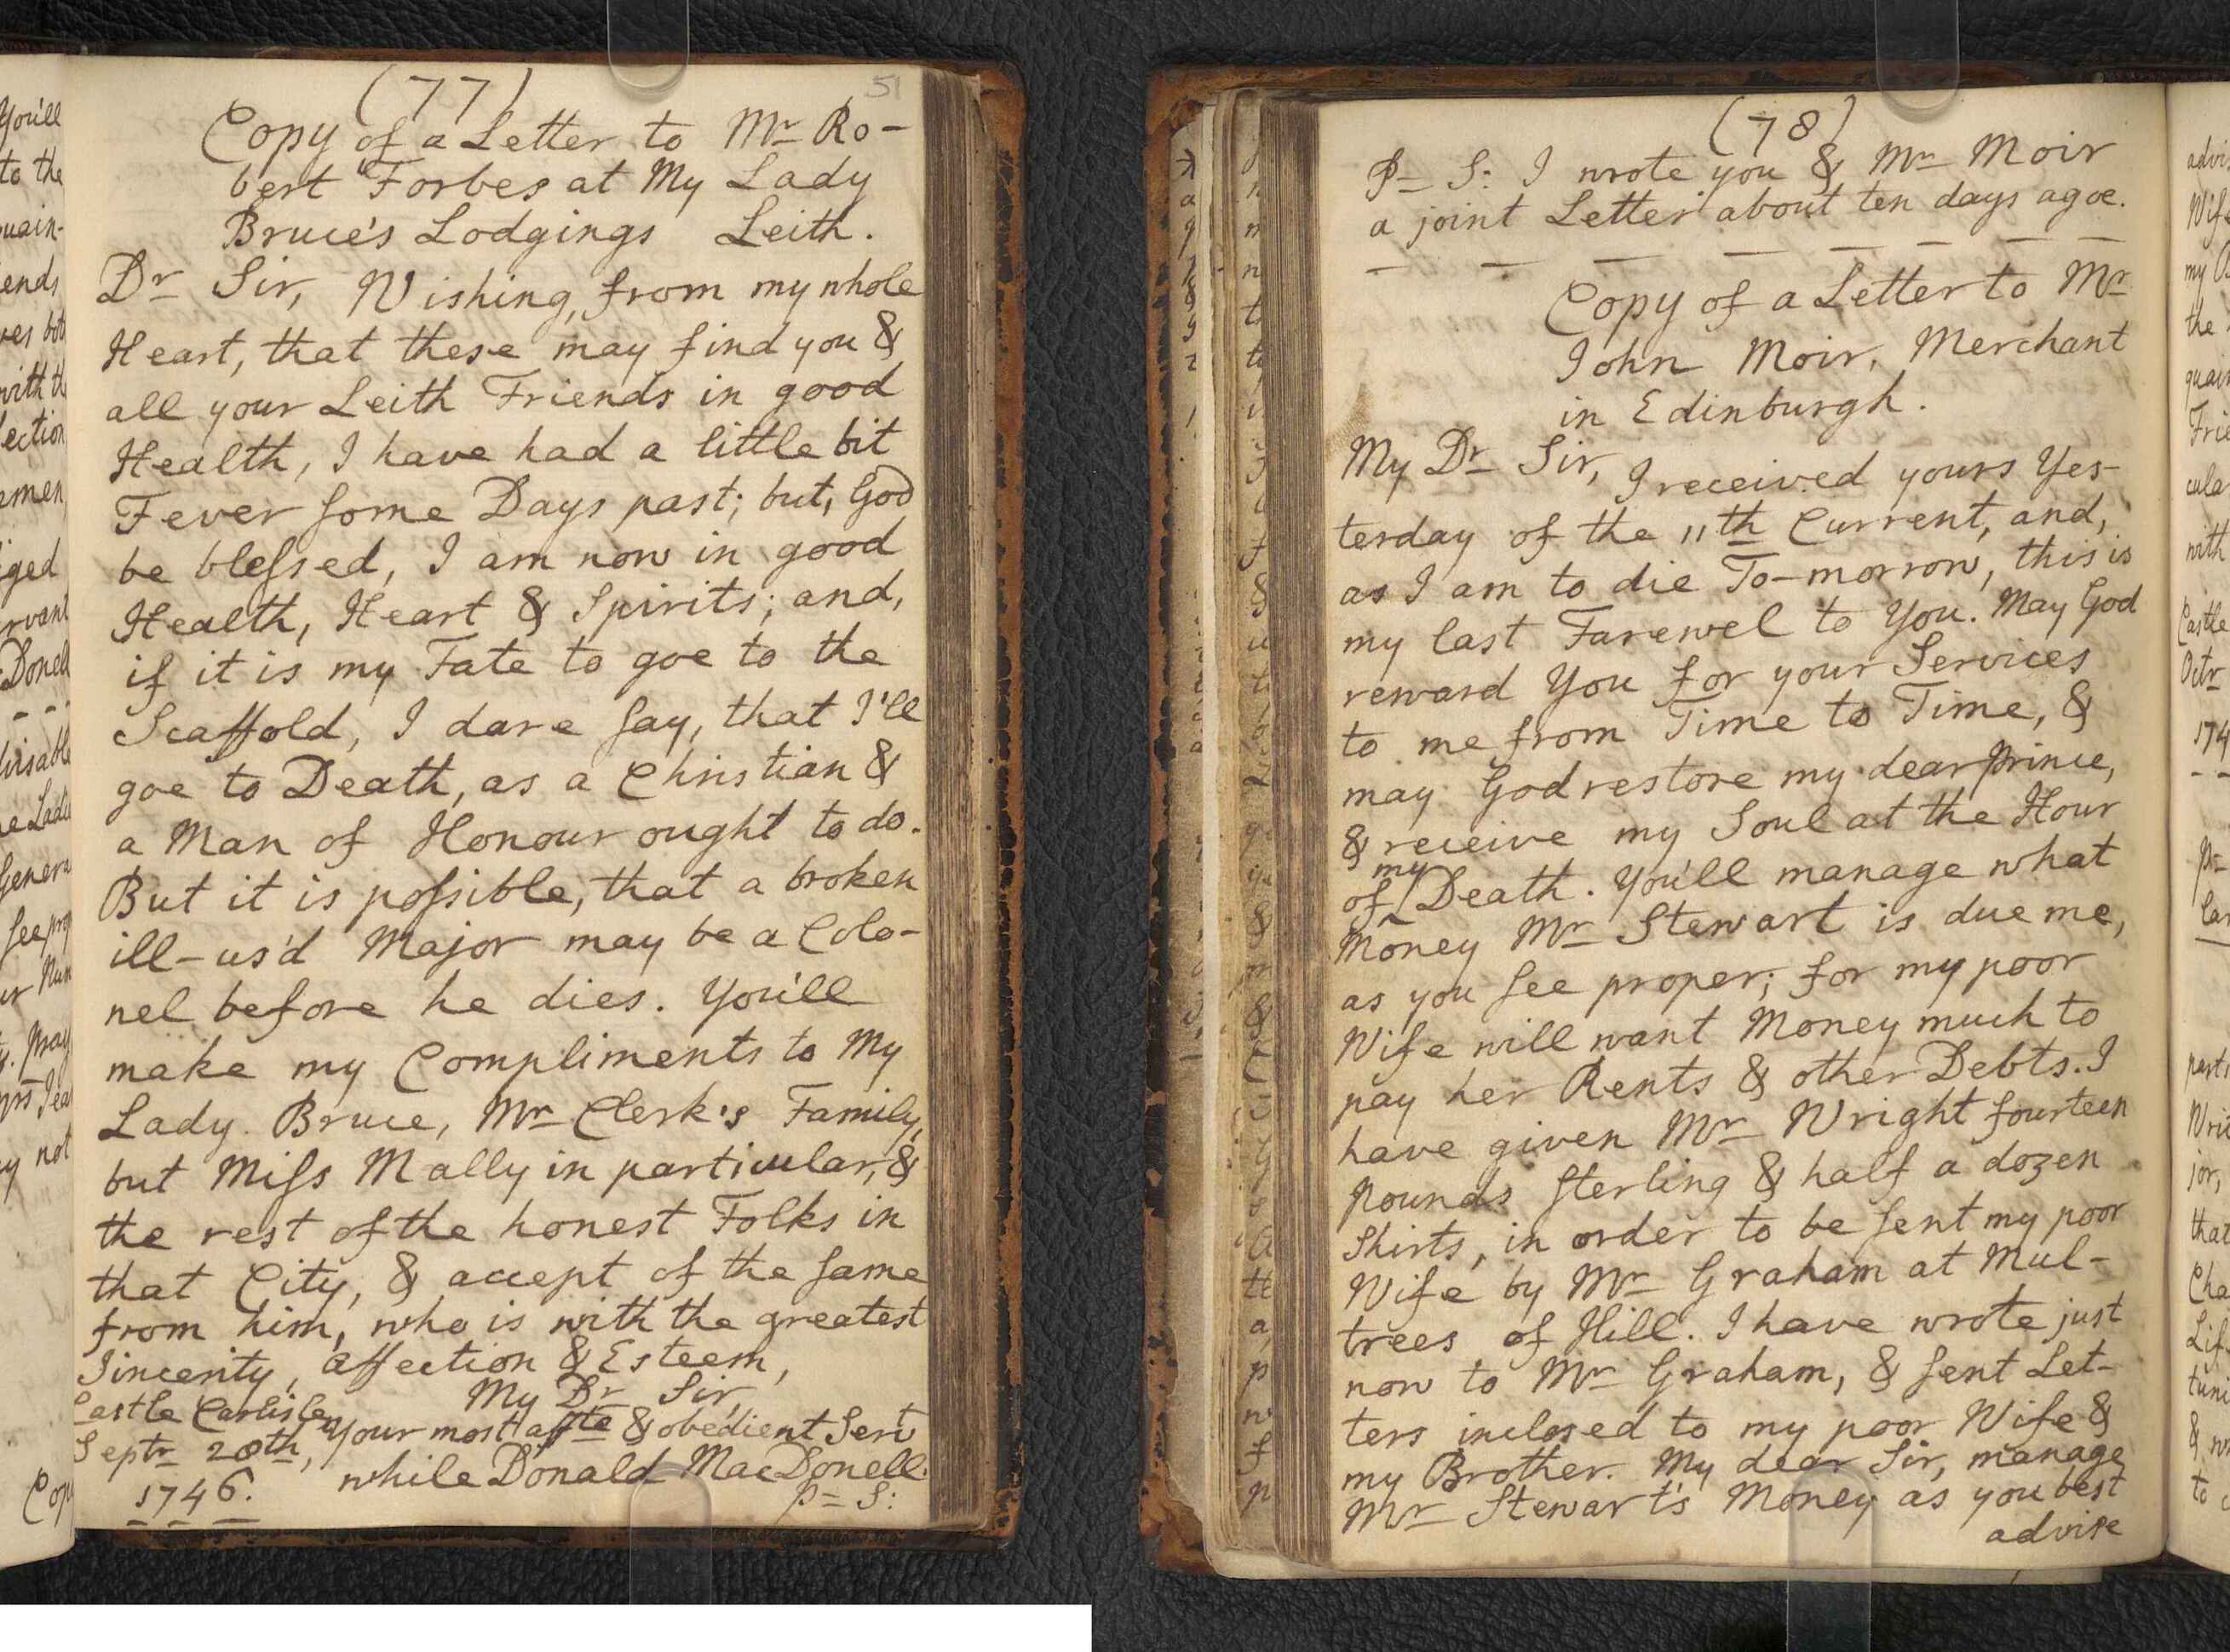 (77)
51
Copy of a Letter to Mr Ro-
bert Forbes at My Lady
Bruce's Lodgings Leith.
Dr Sir, Wishing, from my whole
Heart, that these may find you &
all your Leith Friends in good
Health, I have had a little bit
Fever some Days past; but, God
be blessed, I am now in good
Health, Heart & Spirits; and,
if it is my Fate to goe to the
Scaffold, I dare say, that I'll
goe to Death, as a Christian &
a Man of Honour ought to do.
But it is possible, that a broken
ill-us'd Major may be a Colo-
nel before he dies. You'll
make my Compliments to My
Lady Bruce, Mr Clerk's Family,
but Miss Mally in particular, &
the rest of the honest Folks in
that City, & accept of the same
from him, who is with the greatest
Sincerity, Affection & Esteem,
My Dr Sir,
Castle Carlisle, Your most affte & obedient Servt
Septr 20th, while Donald MacDonell.
1746. P= S:
(78)
P= S: I wrote you & Mr Moir
a joint Letter about ten days agoe.
Copy of a Letter to Mr
John Moir, Merchant
in Edinburgh.
My Dr Sir, I received yours Yes-
terday of the 11th Current, and,
as I am to die To-morrow, this is
my last Farewel to You. May God
reward You for your Services
to me from Time to Time, &
may God restore my dear Prince,
& receive my Soul at the Hour
of my Death. You'll manage what
Money Mr Stewart is due me,
as you see proper; for my poor
Wife will want Money much to
pay her Rents & other Debts. I
have given Mr Wright fourteen
pounds sterling & half a dozen
Shirts, in order to be sent my poor
Wife by Mr Graham at Mul-
trees of Hill. I have wrote just
now to Mr Graham, & sent Let-
ters inclosed to my poor Wife &
my Brother. My dear Sir, manage
Mr Stewart's Money as you best
advise